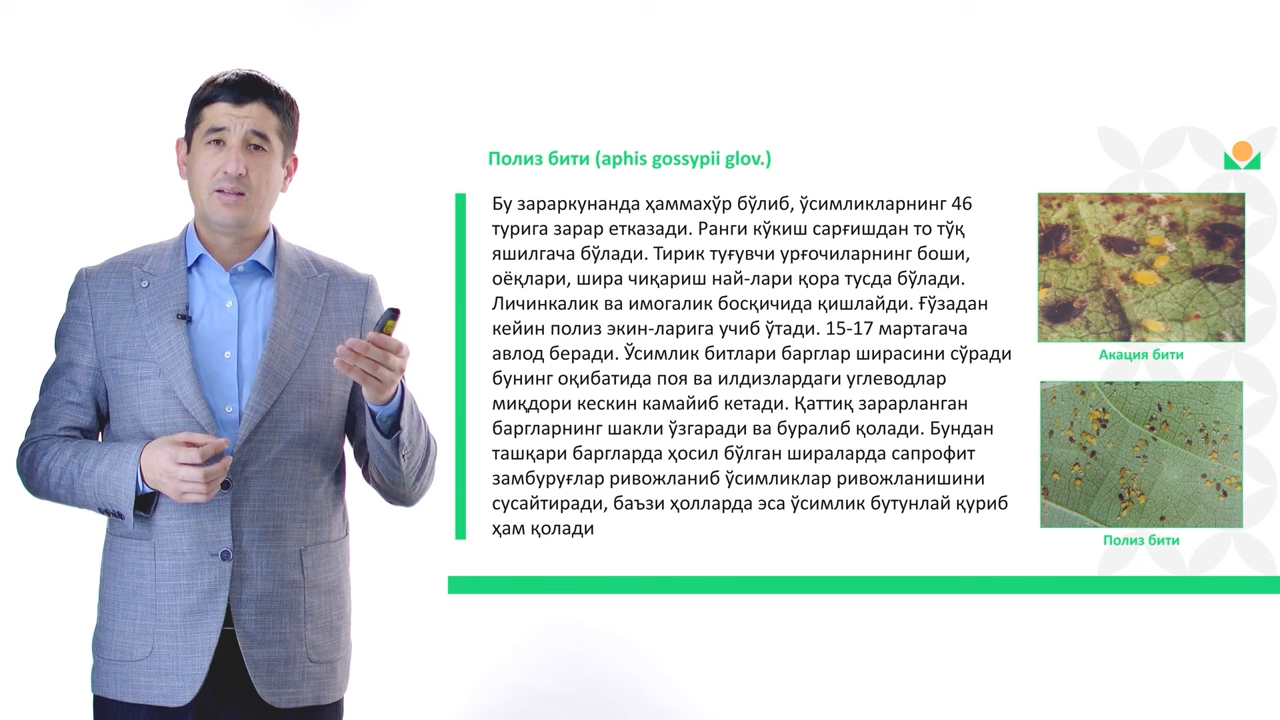 Полиз бити (aphis gossypii glov.)
Бу зараркунанда ҳаммахўр бўлиб, ўсимликларнинг 46
турига зарар етказади. Ранги кўкиш сарғишдан то тўқ
яшилгача бўлади. Тирик туғувчи урғочиларнинг боши,
оёқлари, шира чиқариш най-лари қора тусда бўлади.
Личинкалик ва имогалик босқичида қишлайди. Ғўзадан
кейин полиз экин-ларига учиб ўтади. 15-17 мартагача
авлод беради. Ўсимлик битлари барглар ширасини сўради
бунинг оқибатида поя ва илдизлардаги углеводлар
миқдори кескин камайиб кетади. Қаттиқ зарарланган
баргларнинг шакли ўзгаради ва буралиб қолади. Бундан
ташқари баргларда ҳосил бўлган шираларда сапрофит
замбуруғлар ривожланиб ўсимликлар ривожланишини
сусайтиради, баъзи ҳолларда эса ўсимлик бутунлай қуриб
ҳам қолади
Акация бити
Полиз бити